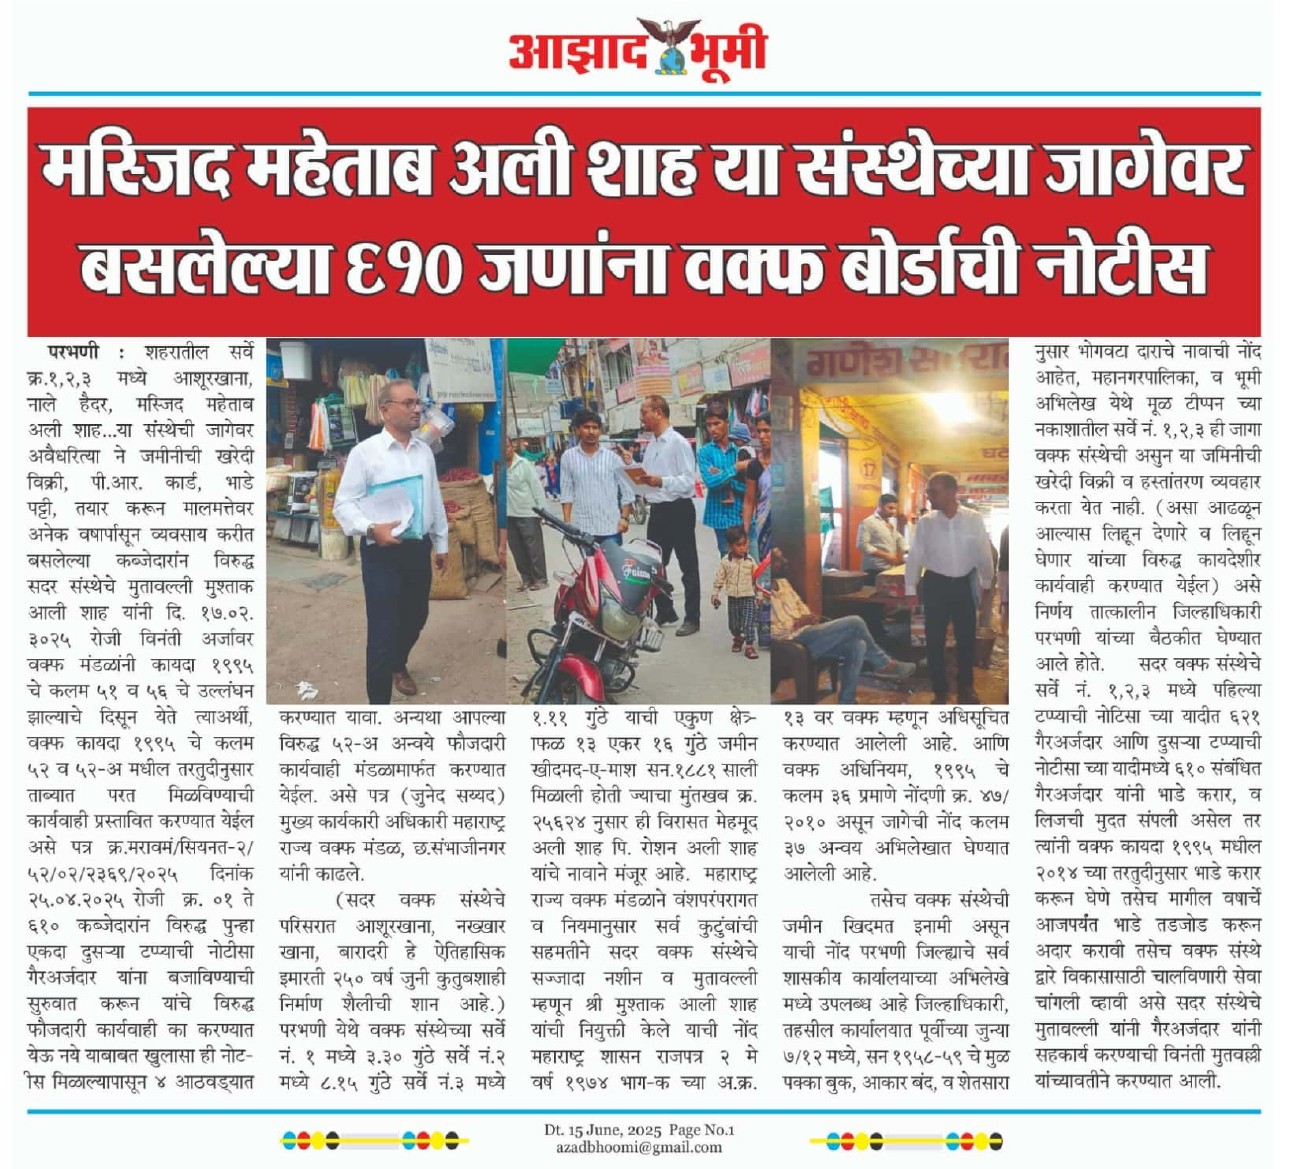 आझाद भूमी
मस्जिद महेताब अली शाह या संस्थेच्या जागेवर
बसलेल्या ६१० जणांना वक्फ बोर्डाची नोटीस
परभणी : शहरातील सर्वे
क्र.१,२,३ मध्ये आशूरखाना,
नाले हैदर, मस्जिद महेताब
अली शाह...या संस्थेची जागेवर
अवैधरित्या ने जमीनीची खरेदी
विक्री, पी.आर. कार्ड, भाडे
पट्टी, तयार करून मालमत्तेवर
अनेक वर्षापासून व्यवसाय करीत
बसलेल्या कब्जेदारांन विरुद्ध
सदर संस्थेचे मुतावल्ली मुश्ताक
आली शाह यांनी दि. १७.०२.
३०२५ रोजी विनंती अर्जावर
वक्फ मंडळांनी कायदा १९९५
चे कलम ५१ व ५६ चे उल्लंघन
झाल्याचे दिसून येते त्याअर्थी,
वक्फ कायदा १९९५ चे कलम
५२ व ५२-अ मधील तरतुदीनुसार
ताब्यात परत मिळविण्याची
कार्यवाही प्रस्तावित करण्यात येईल
असे पत्र क्र.मरावमं/सियनत-२/
५२/०२/२३६९/२०२५ दिनांक
२५.०४.२०२५ रोजी क्र. ०१ ते
६१० कब्जेदारांन विरुद्ध पुन्हा
एकदा दुसऱ्या टप्प्याची नोटीसा
गैरअर्जदार यांना बजाविण्याची
सुरुवात करून यांचे विरुद्ध
फौजदारी कार्यवाही का करण्यात
येऊ नये याबाबत खुलासा ही नोट-
ीस मिळाल्यापासून ४ आठवड्यात
करण्यात यावा. अन्यथा आपल्या
विरुद्ध ५२-अ अन्वये फौजदारी
कार्यवाही मंडळामार्फत करण्यात
येईल. असे पत्र (जुनेद सय्यद)
मुख्य कार्यकारी अधिकारी महाराष्ट्र
राज्य वक्फ मंडळ, छ.संभाजीनगर
यांनी काढले.
(सदर वक्फ संस्थेचे
परिसरात आशूरखाना, नख्खार
खाना, बारादरी हे ऐतिहासिक
इमारती २५० वर्ष जुनी कुतुबशाही
निर्माण शैलीची शान आहे.)
परभणी येथे वक्फ संस्थेच्या सर्वे
नं. १ मध्ये ३.३० गुंठे सर्वे नं.२
मध्ये ८.१५ गुंठे सर्वे नं.३ मध्ये
१.११ गुंठे याची एकुण क्षेत्र-
फळ १३ एकर १६ गुंठे जमीन
खीदमद-ए-माश सन.१८८१ साली
मिळाली होती ज्याचा मुंतखब क्र.
२५६२४ नुसार ही विरासत मेहमूद
अली शाह पि. रोशन अली शाह
यांचे नावाने मंजूर आहे. महाराष्ट्र
राज्य वक्फ मंडळाने वंशपरंपरागत
व नियमानुसार सर्व कुटुंबांची
सहमतीने सदर वक्फ संस्थेचे
सज्जादा नशीन व मुतावल्ली
म्हणून श्री मुश्ताक आली शाह
यांची नियुक्ती केले याची नोंद
महाराष्ट्र शासन राजपत्र २ मे
वर्ष १९७४ भाग-क च्या अ.क्र.
१३ वर वक्फ म्हणून अधिसूचित
करण्यात आलेली आहे. आणि
वक्फ अधिनियम, १९९५ चे
कलम ३६ प्रमाणे नोंदणी क्र. ४७/
२०१० असून जागेची नोंद कलम
३७ अन्वय अभिलेखात घेण्यात
आलेली आहे.
तसेच वक्फ संस्थेची
जमीन खिदमत इनामी असून
याची नोंद परभणी जिल्ह्याचे सर्व
शासकीय कार्यालयाच्या अभिलेखे
मध्ये उपलब्ध आहे जिल्हाधिकारी,
तहसील कार्यालयात पूर्वीच्या जुन्या
७/१२ मध्ये, सन १९५८-५९ चे मुळ
पक्का बुक, आकार बंद, व शेतसारा
नुसार भोगवटा दाराचे नावाची नोंद
आहेत, महानगरपालिका, व भूमी
अभिलेख येथे मूळ टीप्पन च्या
नकाशातील सर्वे नं. १,२,३ ही जागा
वक्फ संस्थेची असुन या जमिनीची
खरेदी विक्री व हस्तांतरण व्यवहार
करता येत नाही. (असा आढळून
आल्यास लिहून देणारे व लिहून
घेणार यांच्या विरुद्ध कायदेशीर
कार्यवाही करण्यात येईल) असे
निर्णय तात्कालीन जिल्हाधिकारी
परभणी यांच्या बैठकीत घेण्यात
आले होते. सदर वक्फ संस्थेचे
सर्वे नं. १,२,३ मध्ये पहिल्या
टप्प्याची नोटिसा च्या यादीत ६२१
गैरअर्जदार आणि दुसऱ्या टप्प्याची
नोटीसा च्या यादीमध्ये ६१० संबंधित
गैरअर्जदार यांनी भाडे करार, व
लिजची मुदत संपली असेल तर
त्यांनी वक्फ कायदा १९९५ मधील
२०१४ च्या तरतुदीनुसार भाडे करार
करून घेणे तसेच मागील वर्षाचे
आजपर्यंत भाडे तडजोड करून
अदार करावी तसेच वक्फ संस्थे
द्वारे विकासासाठी चालविणारी सेवा
चांगली व्हावी असे सदर संस्थेचे
मुतावल्ली यांनी गैरअर्जदार यांनी
सहकार्य करण्याची विनंती मुतवल्ली
यांच्यावतीने करण्यात आली.
Dt. 15 June, 2025 Page No.1
azadbhoomi@gmail.com